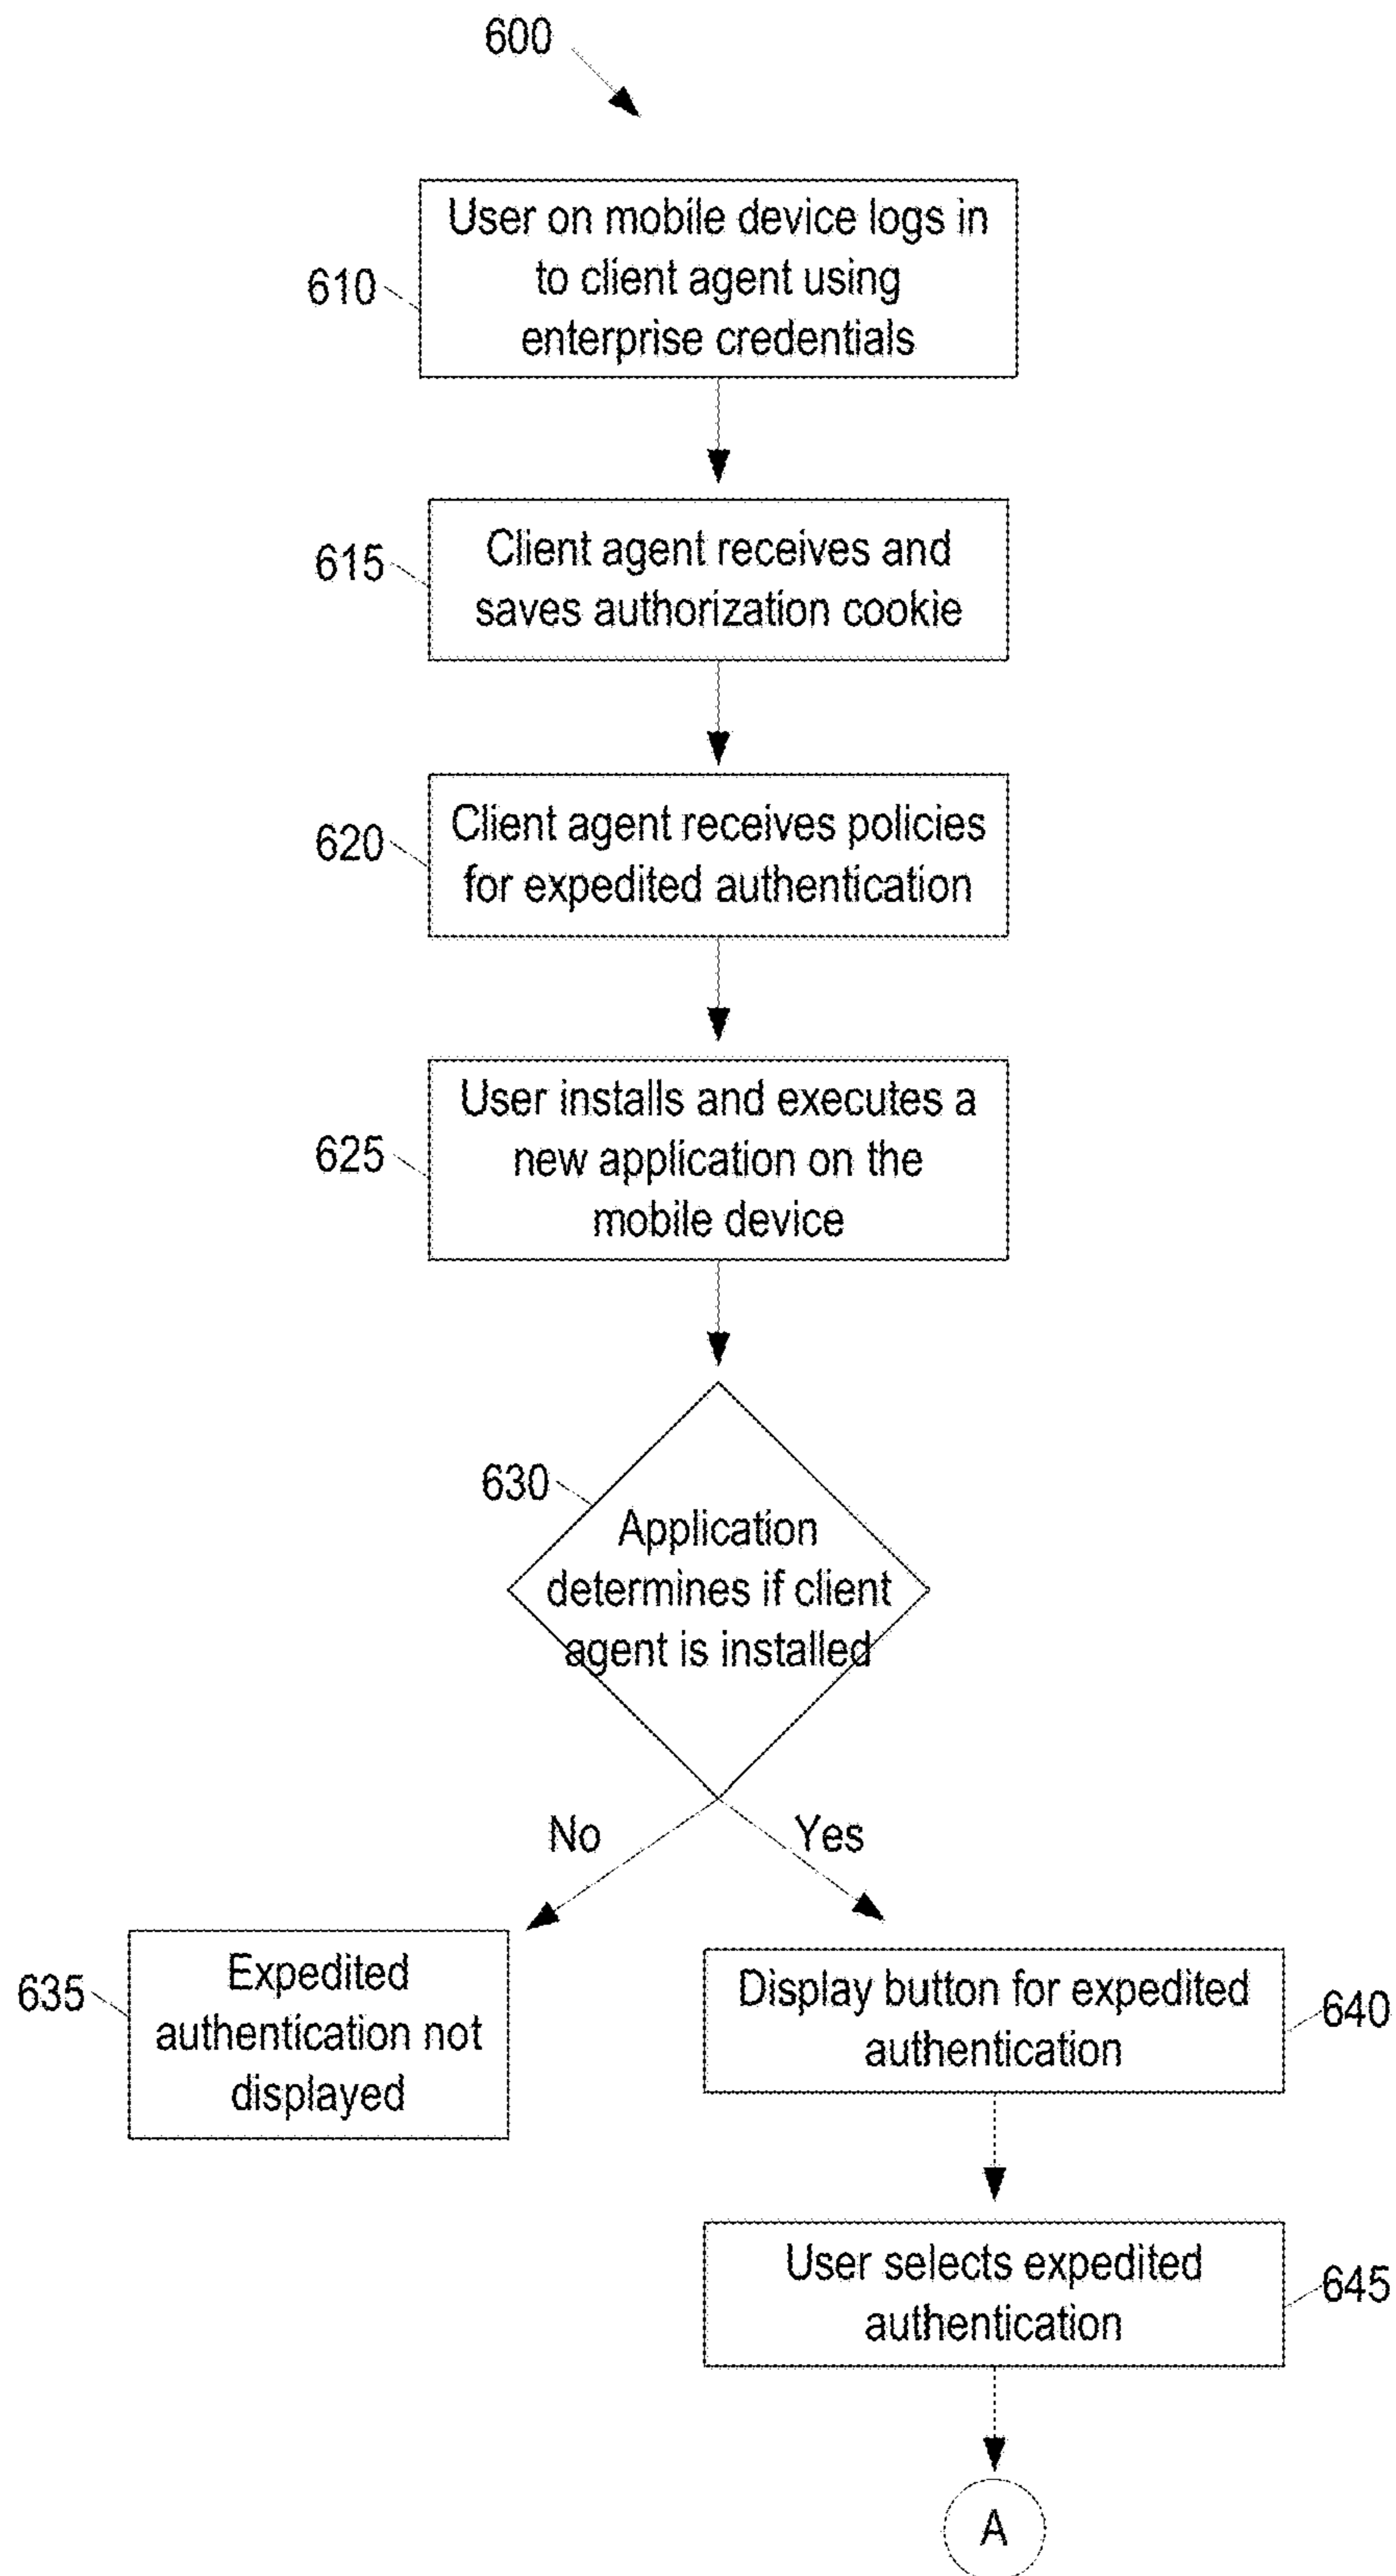 600
610
User on mobile device logs in
to client agent using
enterprise credentials
615
Client agent receives and
saves authorization cookie
620
Client agent receives policies
for expedited authentication
625
User installs and executes a
new application on the
mobile device
630
Application
determines if client
agent is installed
No
Yes
635
Expedited
authentication not
displayed
Display button for expedited
authentication
640
User selects expedited
authentication
645
A